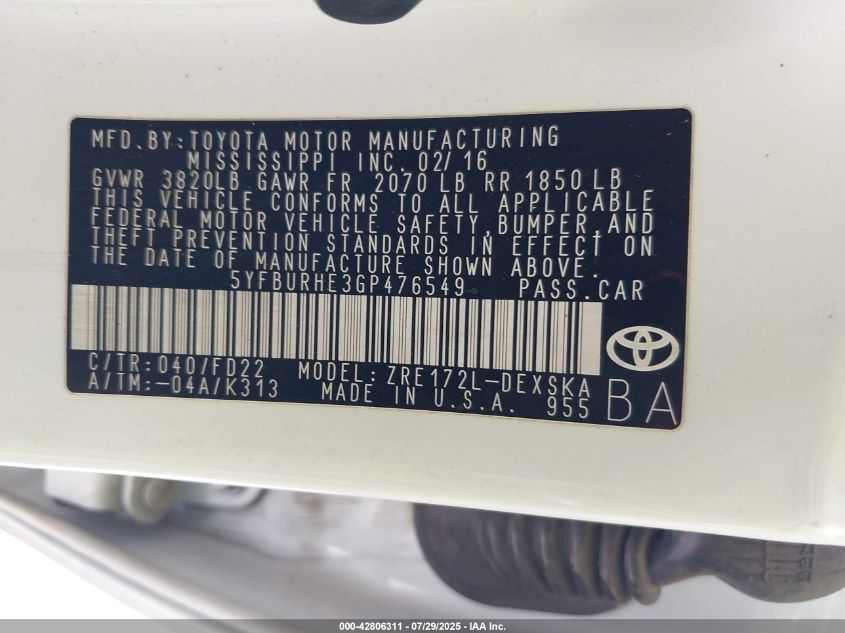 MFD.BY:TOYOTA MOTOR MANUFACTURING
MISSISSIPPI INC. 02/16
GVWR 3820LB GAWR FR 2070 LB RR 1850 LB
THIS VEHICLE CONFORMS TO ALL APPLICABLE
FEDERAL MOTOR VEHICLE SAFETY, BUMPER, AND
THEFT PREVENTION STANDARDS IN EFFECT ON
THE DATE OF MANUFACTURE SHOWN ABOVE.
5YFBURHE3GP476549 PASS.CAR
C/TR:040/FD22 MODEL:ZRE172L-DEXSKA
A/TM:-04A/K313 MADE IN U.S.A. 955
BA
000-42806311 - 07/29/2025 - IAA Inc.